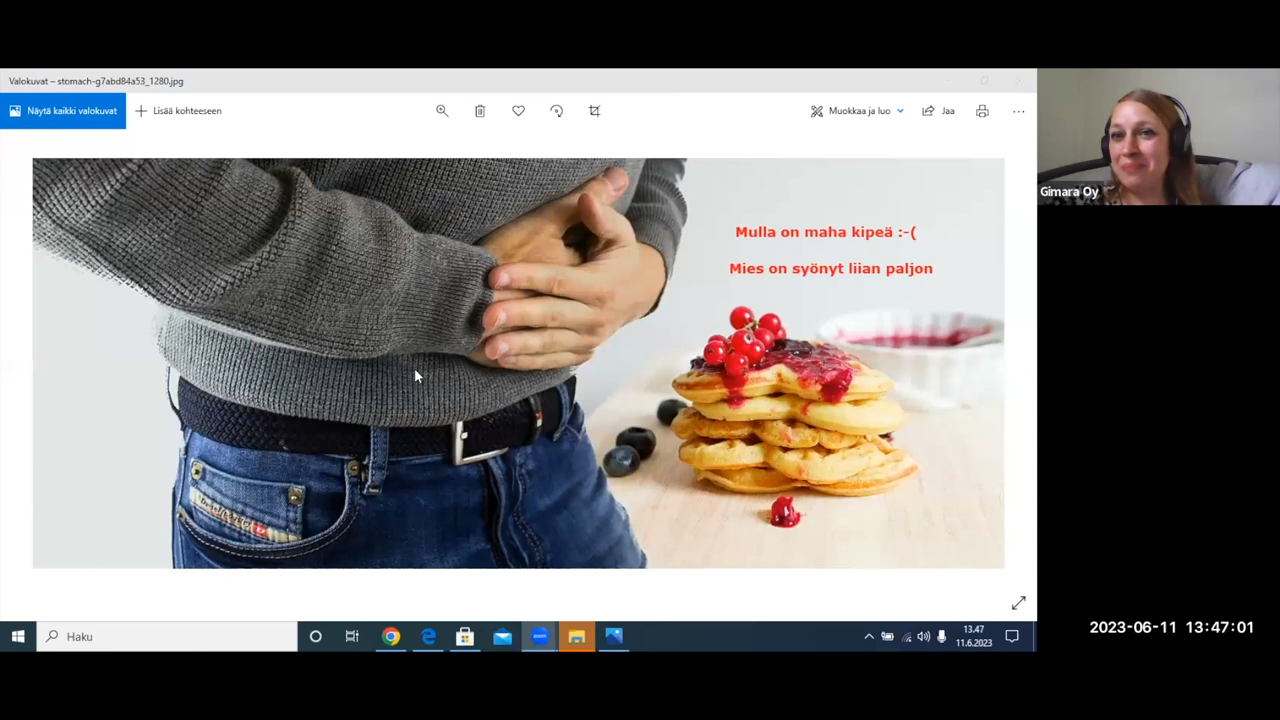 Valokuvat – stomach-g7abd84a53_1280.jpg
Näytä kaikki valokuvat
Lisää kohteeseen
Muokkaa ja luo
Jaa
Gimara Oy
Mulla on maha kipeä :-(
Mies on syönyt liian paljon
Haku
zoom
13.47
11.6.2023
2023-06-11 13:47:01